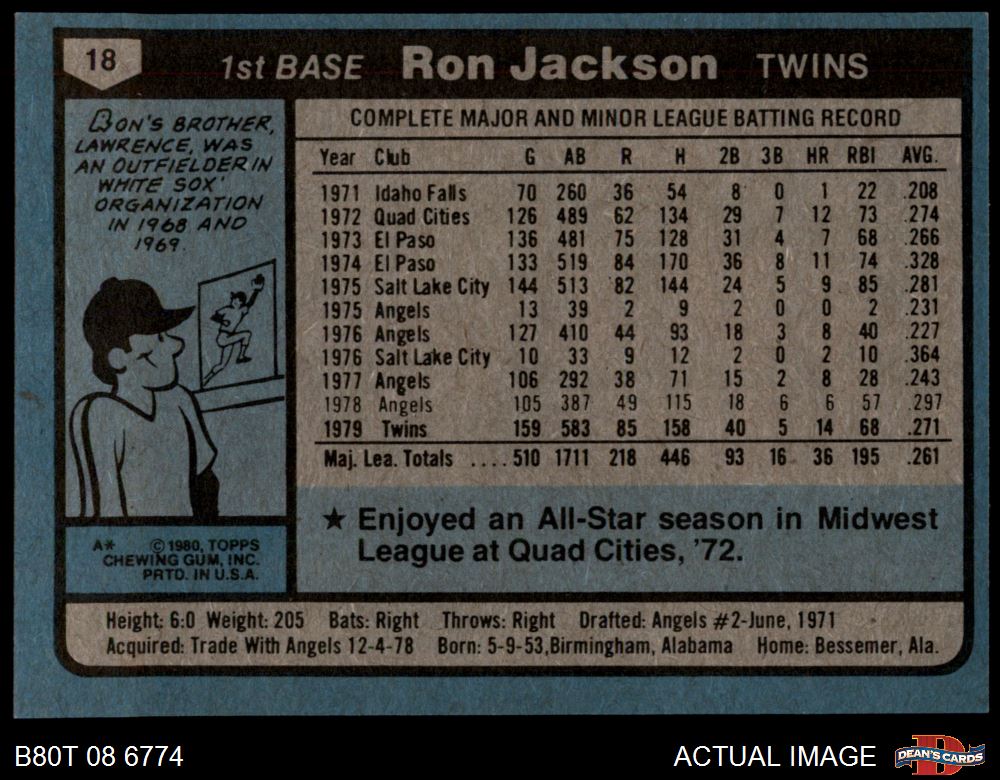 18
1st BASE Ron Jackson TWINS
RON'S BROTHER,
LAWRENCE, WAS
AN OUTFIELDER IN
WHITE SOX'
ORGANIZATION
IN 1968 AND
1969.
A* © 1980, TOPPS
CHEWING GUM, INC.
PRTD. IN U.S.A.
COMPLETE MAJOR AND MINOR LEAGUE BATTING RECORD
Year Club G AB R H 2B 3B HR RBI AVG.
1971 Idaho Falls 70 260 36 54 8 0 1 22 .208
1972 Quad Cities 126 489 62 134 29 7 12 73 .274
1973 El Paso 136 481 75 128 31 4 7 68 .266
1974 El Paso 133 519 84 170 36 8 11 74 .328
1975 Salt Lake City 144 513 82 144 24 5 9 85 .281
1975 Angels 13 39 2 9 2 0 0 2 .231
1976 Angels 127 410 44 93 18 3 8 40 .227
1976 Salt Lake City 10 33 9 12 2 0 2 10 .364
1977 Angels 106 292 38 71 15 2 8 28 .243
1978 Angels 105 387 49 115 18 6 6 57 .297
1979 Twins 159 583 85 158 40 5 14 68 .271
Maj. Lea. Totals .... 510 1711 218 446 93 16 36 195 .261
★ Enjoyed an All-Star season in Midwest
League at Quad Cities, '72.
Height: 6:0 Weight: 205 Bats: Right Throws: Right Drafted: Angels #2-June, 1971
Acquired: Trade With Angels 12-4-78 Born: 5-9-53, Birmingham, Alabama Home: Bessemer, Ala.
B80T 08 6774
ACTUAL IMAGE
D
DEAN'S CARDS